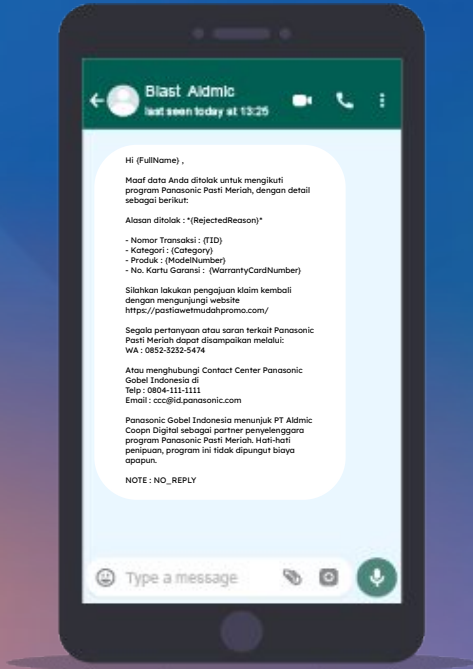 Blast Aldmic
last seen today at 13:25
Hi {FullName} ,
Maaf data Anda ditolak untuk mengikuti
program Panasonic Pasti Meriah, dengan detail
sebagai berikut:
Alasan ditolak : *{RejectedReason}*
- Nomor Transaksi : {TID}
- Kategori : {Category}
- Produk : {ModelNumber}
- No. Kartu Garansi :  {WarrantyCardNumber}
Silahkan lakukan pengajuan klaim kembali
dengan mengunjungi website
https://pastiawetmudahpromo.com/
Segala pertanyaan atau saran terkait Panasonic
Pasti Meriah dapat disampaikan melalui:
WA : 0852-3232-5474
Atau menghubungi Contact Center Panasonic
Gobel Indonesia di
Telp : 0804-111-1111
Email : ccc@id.panasonic.com
Panasonic Gobel Indonesia menunjuk PT Aldmic
Coopn Digital sebagai partner penyelenggara
program Panasonic Pasti Meriah. Hati-hati
penipuan, program ini tidak dipungut biaya
apapun.
NOTE : NO_REPLY
Type a message